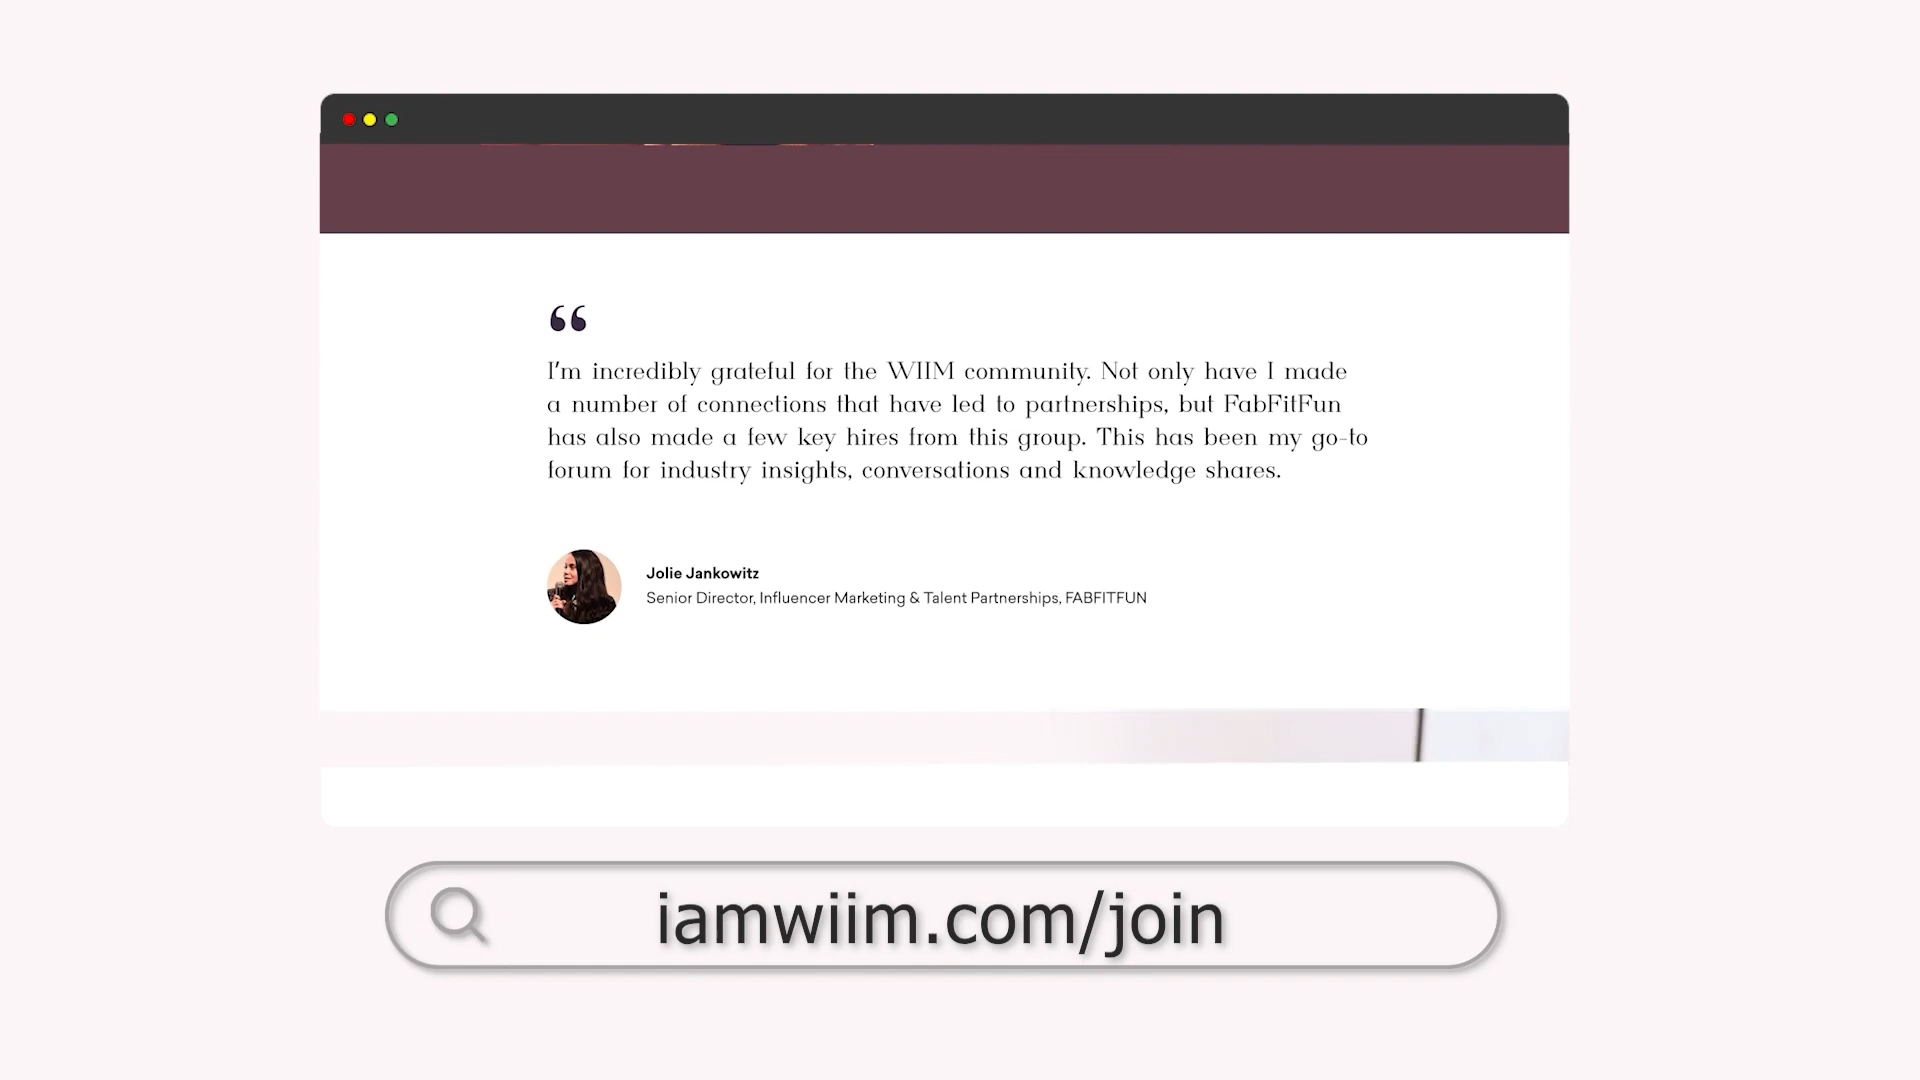 “
I'm incredibly grateful for the WIIM community. Not only have I made
a number of connections that have led to partnerships, but FabFitFun
has also made a few key hires from this group. This has been my go-to
forum for industry insights, conversations and knowledge shares.
Jolie Jankowitz
Senior Director, Influencer Marketing & Talent Partnerships, FABFITFUN
iamwiim.com/join